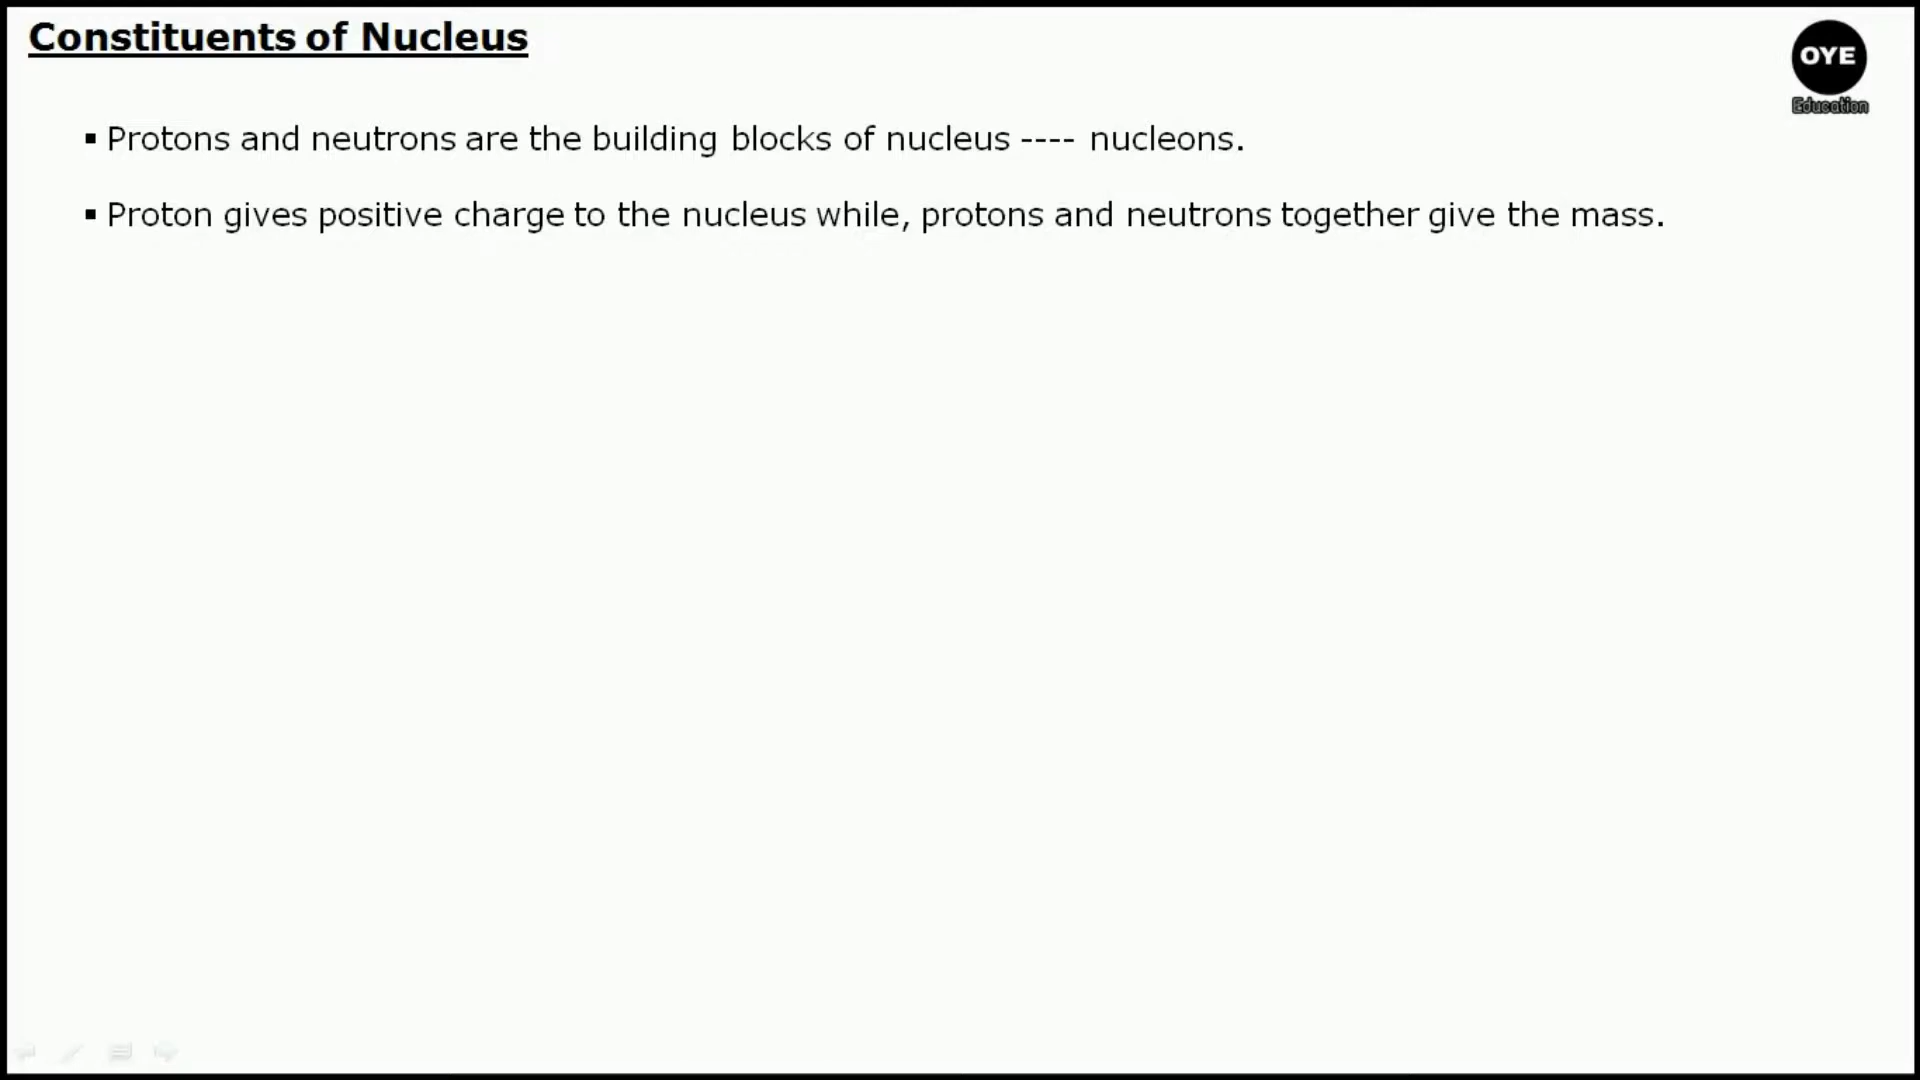 Constituents of Nucleus
OYE
Education
▪ Protons and neutrons are the building blocks of nucleus ---- nucleons.
▪ Proton gives positive charge to the nucleus while, protons and neutrons together give the mass.